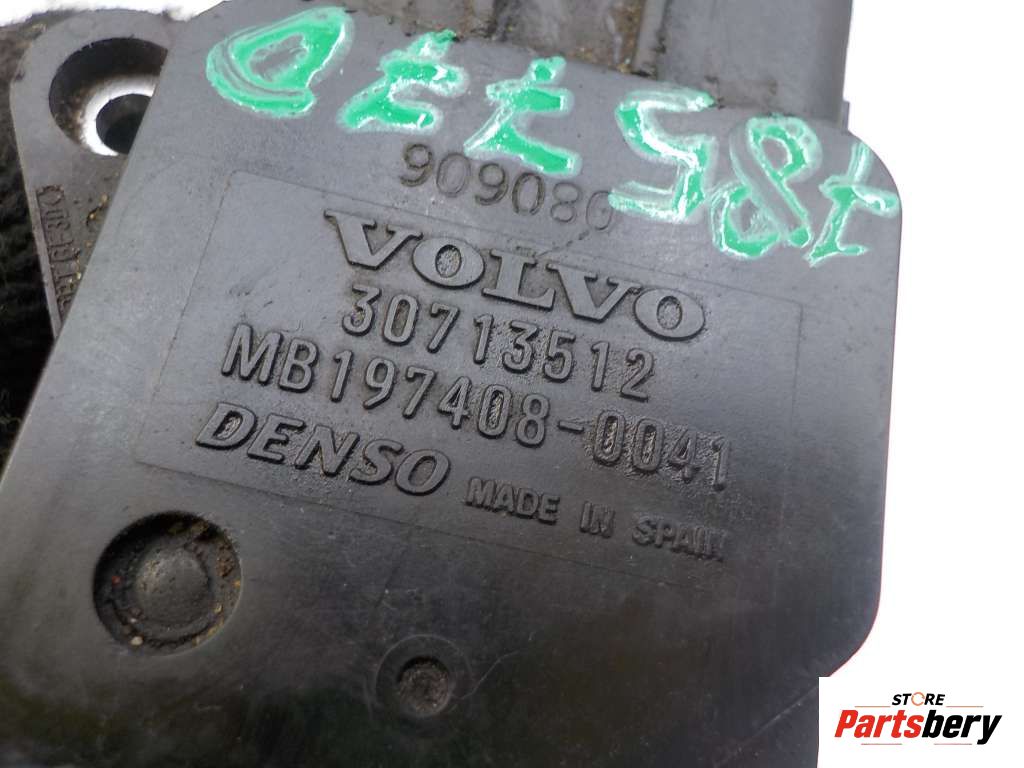 909080
VOLVO
30713512
MB197408-0041
DENSO MADE IN SPAIN
STORE
Partsbery